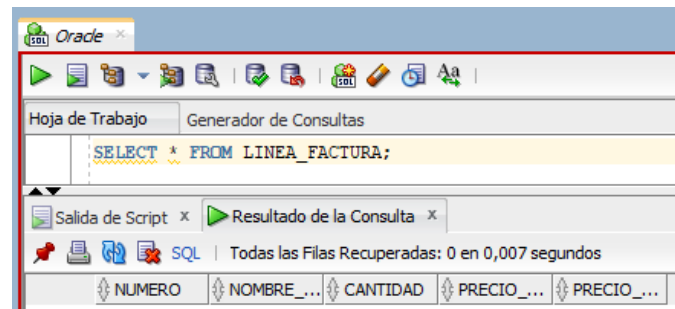 Oracle
Hoja de Trabajo Generador de Consultas
SELECT * FROM LINEA_FACTURA;
Salida de Script x Resultado de la Consulta x
SQL | Todas las Filas Recuperadas: 0 en 0,007 segundos
NUMERO NOMBRE_... CANTIDAD PRECIO_... PRECIO_...